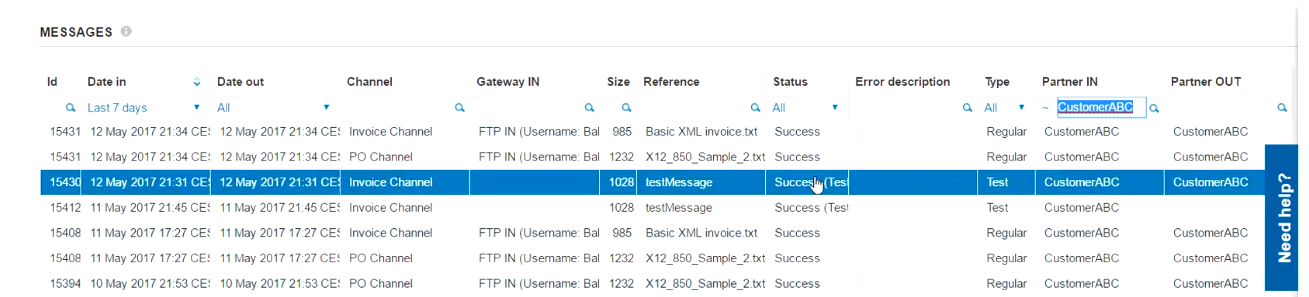 MESSAGES
Id Date in Date out Channel Gateway IN Size Reference Status Error description Type Partner IN Partner OUT
Last 7 days All All All ~ CustomerABC
15431 12 May 2017 21:34 CES 12 May 2017 21:34 CES Invoice Channel FTP IN (Username: Bal 985 Basic XML invoice.txt Success Regular CustomerABC CustomerABC
15431 12 May 2017 21:34 CES 12 May 2017 21:34 CES PO Channel FTP IN (Username: Bal 1232 X12_850_Sample_2.txt Success Regular CustomerABC CustomerABC
15430 12 May 2017 21:31 CES 12 May 2017 21:31 CES Invoice Channel 1028 testMessage Success (Test Test CustomerABC CustomerABC
15412 11 May 2017 21:45 CES 11 May 2017 21:45 CES Invoice Channel 1028 testMessage Success (Test Test CustomerABC
15408 11 May 2017 17:27 CES 11 May 2017 17:27 CES Invoice Channel FTP IN (Username: Bal 985 Basic XML invoice.txt Success Regular CustomerABC CustomerABC
15408 11 May 2017 17:27 CES 11 May 2017 17:27 CES PO Channel FTP IN (Username: Bal 1232 X12_850_Sample_2.txt Success Regular CustomerABC CustomerABC
15394 10 May 2017 21:53 CES 10 May 2017 21:53 CES PO Channel FTP IN (Username: Bal 1232 X12_850_Sample_2.txt Success Regular CustomerABC CustomerABC
Need help?